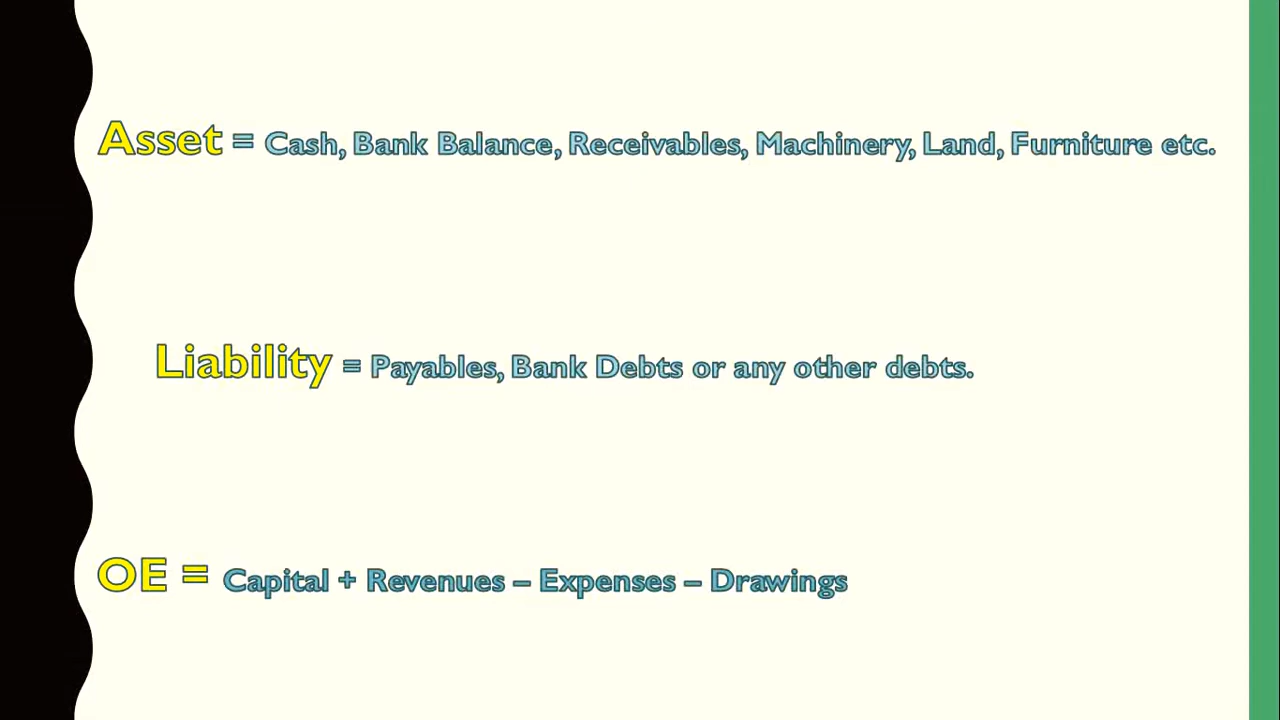 Asset = Cash, Bank Balance, Receivables, Machinery, Land, Furniture etc.
Liability = Payables, Bank Debts or any other debts.
OE = Capital + Revenues – Expenses – Drawings